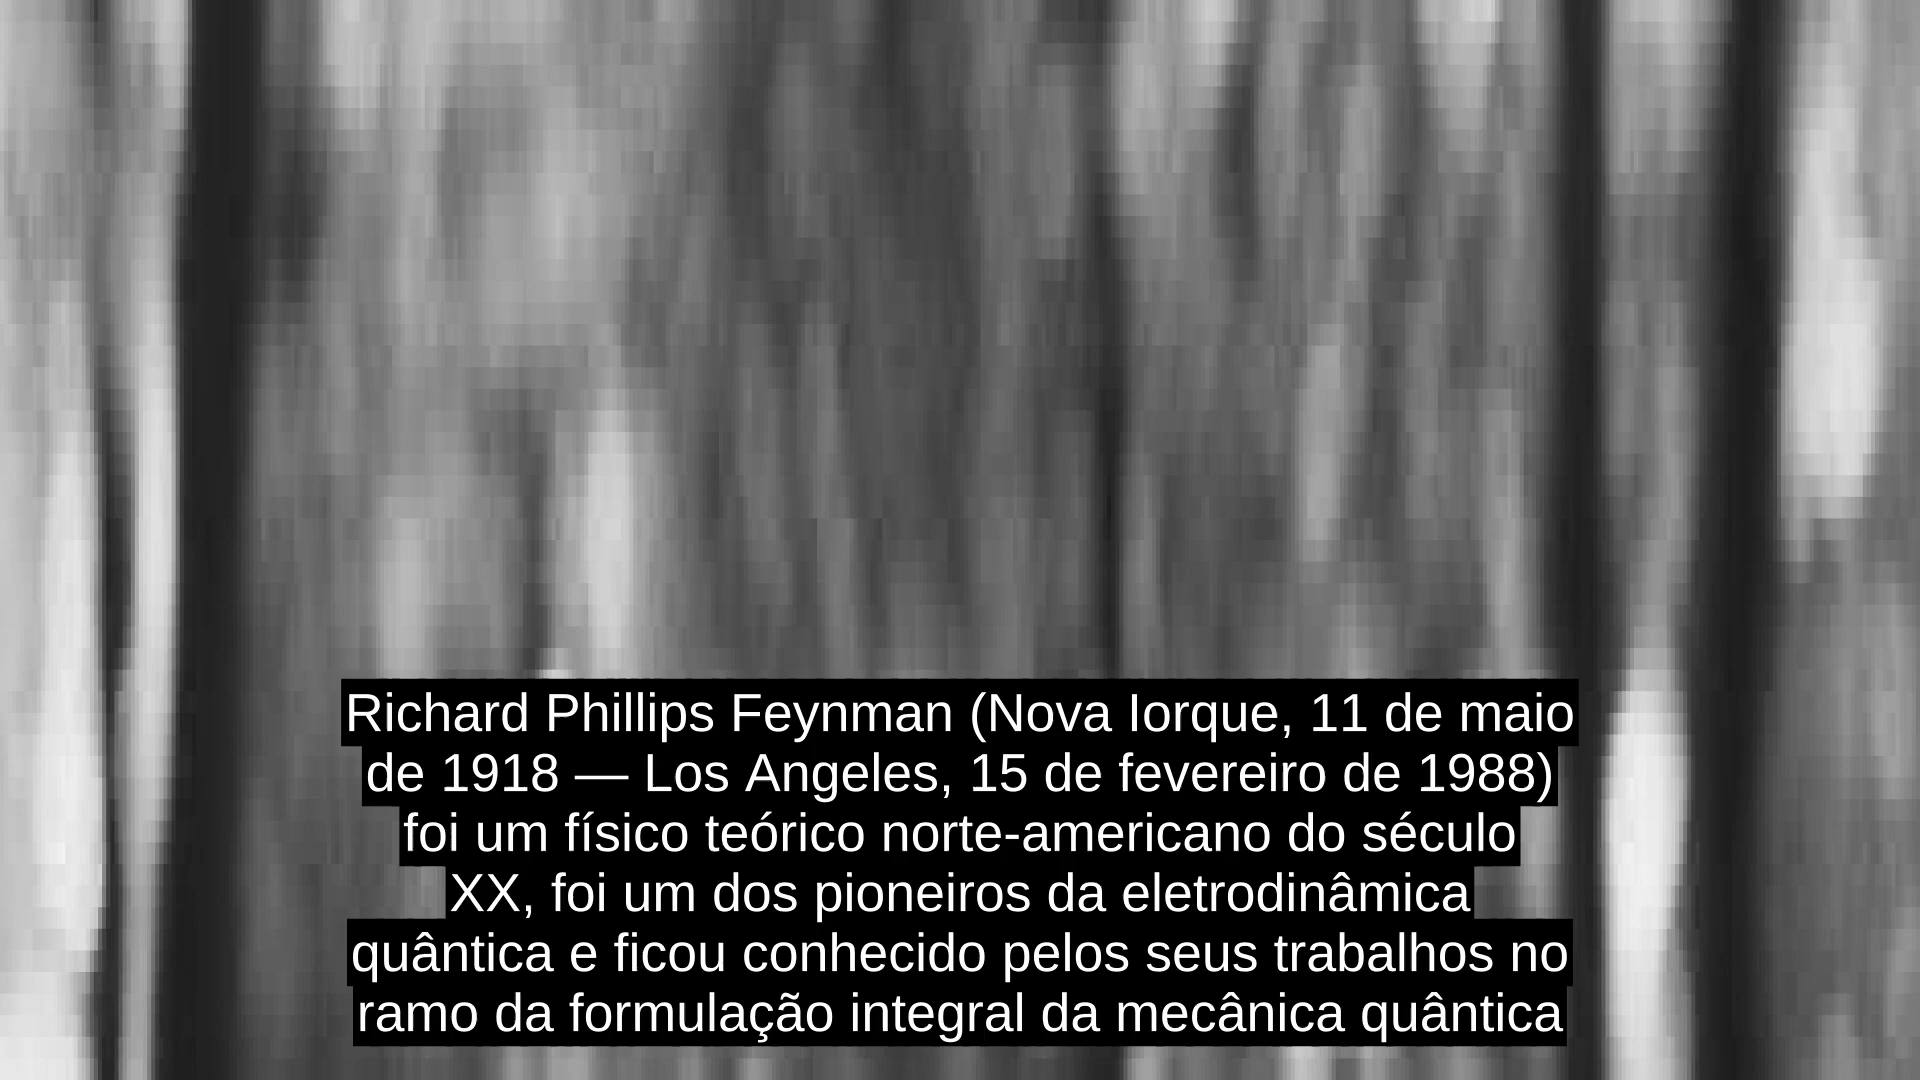 Richard Phillips Feynman (Nova Iorque, 11 de maio
de 1918 — Los Angeles, 15 de fevereiro de 1988)
foi um físico teórico norte-americano do século
XX, foi um dos pioneiros da eletrodinâmica
quântica e ficou conhecido pelos seus trabalhos no
ramo da formulação integral da mecânica quântica